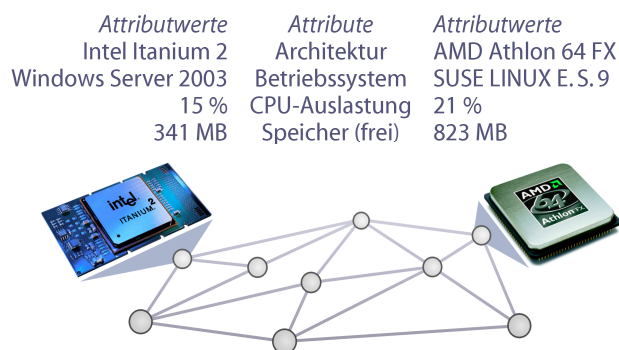 Attributwerte Attribute Attributwerte
Intel Itanium 2 Architektur AMD Athlon 64 FX
Windows Server 2003 Betriebssystem SUSE LINUX E. S. 9
15 % CPU-Auslastung 21 %
341 MB Speicher (frei) 823 MB
intel
ITANIUM 2
AMD
64
Athlon FX